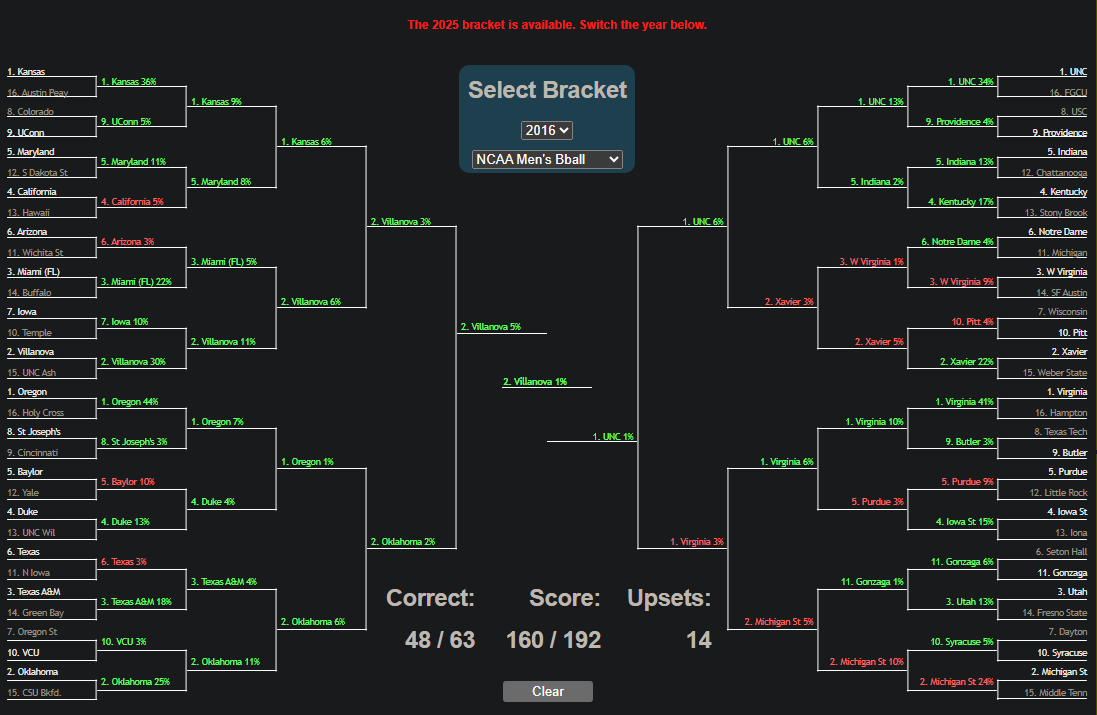 The 2025 bracket is available. Switch the year below.
Select Bracket
2016
NCAA Men's Bball
1. Kansas
16. Austin Peay
8. Colorado
9. UConn
5. Maryland
12. S Dakota St
4. California
13. Hawaii
6. Arizona
11. Wichita St
3. Miami (FL)
14. Buffalo
7. Iowa
10. Temple
2. Villanova
15. UNC Ash
1. Oregon
16. Holy Cross
8. St Joseph's
9. Cincinnati
5. Baylor
12. Yale
4. Duke
13. UNC Wil
6. Texas
11. N Iowa
3. Texas A&M
14. Green Bay
7. Oregon St
10. VCU
2. Oklahoma
15. CSU Bkfd.
1. Kansas 36%
9. UConn 5%
5. Maryland 11%
4. California 5%
6. Arizona 3%
3. Miami (FL) 22%
7. Iowa 10%
2. Villanova 30%
1. Oregon 44%
8. St Joseph's 3%
5. Baylor 10%
4. Duke 13%
6. Texas 3%
3. Texas A&M 18%
10. VCU 3%
2. Oklahoma 25%
1. Kansas 9%
5. Maryland 8%
3. Miami (FL) 5%
2. Villanova 11%
1. Oregon 7%
4. Duke 4%
3. Texas A&M 4%
2. Oklahoma 11%
1. Kansas 6%
2. Villanova 6%
1. Oregon 1%
2. Oklahoma 6%
2. Villanova 3%
2. Oklahoma 2%
2. Villanova 5%
2. Villanova 1%
1. UNC 1%
1. UNC 6%
1. Virginia 3%
1. UNC 6%
2. Xavier 3%
1. Virginia 6%
2. Michigan St 5%
1. UNC 13%
5. Indiana 2%
3. W Virginia 1%
2. Xavier 5%
1. Virginia 10%
5. Purdue 3%
11. Gonzaga 1%
2. Michigan St 10%
1. UNC 34%
9. Providence 4%
5. Indiana 13%
4. Kentucky 17%
6. Notre Dame 4%
3. W Virginia 9%
10. Pitt 4%
2. Xavier 22%
1. Virginia 41%
9. Butler 3%
5. Purdue 9%
4. Iowa St 15%
11. Gonzaga 6%
3. Utah 13%
10. Syracuse 5%
2. Michigan St 24%
1. UNC
16. FGCU
8. USC
9. Providence
5. Indiana
12. Chattanooga
4. Kentucky
13. Stony Brook
6. Notre Dame
11. Michigan
3. W Virginia
14. SF Austin
7. Wisconsin
10. Pitt
2. Xavier
15. Weber State
1. Virginia
16. Hampton
8. Texas Tech
9. Butler
5. Purdue
12. Little Rock
4. Iowa St
13. Iona
6. Seton Hall
11. Gonzaga
3. Utah
14. Fresno State
7. Dayton
10. Syracuse
2. Michigan St
15. Middle Tenn
Correct: Score: Upsets:
48 / 63 160 / 192 14
Clear